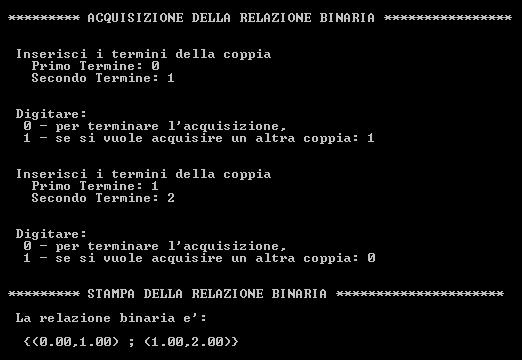 ********* ACQUISIZIONE DELLA RELAZIONE BINARIA ****************
Inserisci i termini della coppia
Primo Termine: 0
Secondo Termine: 1
Digitare:
0 - per terminare l'acquisizione,
1 - se si vuole acquisire un altra coppia: 1
Inserisci i termini della coppia
Primo Termine: 1
Secondo Termine: 2
Digitare:
0 - per terminare l'acquisizione,
1 - se si vuole acquisire un altra coppia: 0
********* STAMPA DELLA RELAZIONE BINARIA *********************
La relazione binaria e':
{(0.00,1.00) ; (1.00,2.00)}